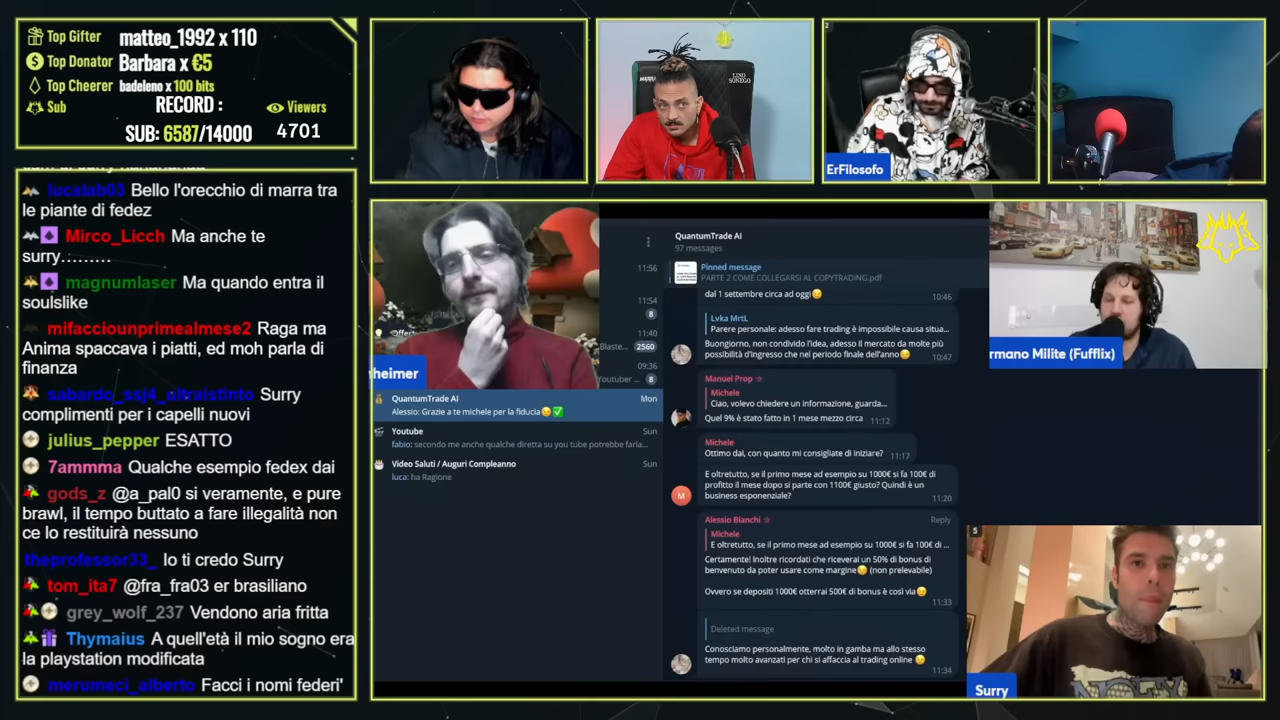 Top Gifter matteo_1992 x 110
Top Donator Barbara x €5
Top Cheerer badeleno x 100 bits
Sub RECORD : Viewers
SUB: 6587/14000 4701
lucalab03 Bello l'orecchio di marra tra
le piante di fedez
Mirco_Licch Ma anche te
surry.........
magnumlaser Ma quando entra il
soulslike
mifacciounprimealmese2 Raga ma
Anima spaccava i piatti, ed moh parla di
finanza
sabardo_ssj4_ultraistinto Surry
complimenti per i capelli nuovi
julius_pepper ESATTO
7ammma Qualche esempio fedex dai
gods_z @a_pal0 si veramente, e pure
brawl, il tempo buttato a fare illegalità non
ce lo restituirà nessuno
theprofessor33_ Io ti credo Surry
tom_ita7 @fra_fra03 er brasiliano
grey_wolf_237 Vendono aria fritta
Thymaius A quell'età il mio sogno era
la playstation modificata
merumeci_alberto Facci i nomi federi'
MARRA
LINO
SONEGO
2
ErFilosofo
heimer
Offert
11:56
11:54
8
11:40
Blaste... 2560
09:36
Youtuber ... 8
QuantumTrade AI Mon
Alessio: Grazie a te michele per la fiducia
Youtube Sun
fabio: secondo me anche qualche diretta su you tube potrebbe farla...
Video Saluti / Auguri Compleanno Sun
luca: ha Ragione
QuantumTrade AI
97 messages
Pinned message
PARTE 2 COME COLLEGARSI AL COPYTRADING.pdf
dal 1 settembre circa ad oggi
10:46
Lvka MrtL
Parere personale: adesso fare trading è impossibile causa situa...
Buongiorno, non condivido l'idea, adesso il mercato da molte più
possibilità d'ingresso che nel periodo finale dell'anno
10:47
Manuel Prop
Michele
Ciao, volevo chiedere un informazione, guarda...
Quel 9% è stato fatto in 1 mese mezzo circa
11:12
Michele
Ottimo dai, con quanto mi consigliate di iniziare?
11:17
E oltretutto, se il primo mese ad esempio su 1000€ si fa 100€ di
profitto il mese dopo si parte con 1100€ giusto? Quindi è un
business esponenziale?
11:20
M
Alessio Bianchi Reply
Michele
E oltretutto, se il primo mese ad esempio su 1000€ si fa 100€ di ...
Certamente! Inoltre ricordati che riceverai un 50% di bonus di
benvenuto da poter usare come margine (non prelevabile)
Ovvero se depositi 1000€ otterrai 500€ di bonus è così via
11:33
Deleted message
Conosciamo personalmente, molto in gamba ma allo stesso
tempo molto avanzati per chi si affaccia al trading online
11:34
rmano Milite (Fufflix)
5
Surry